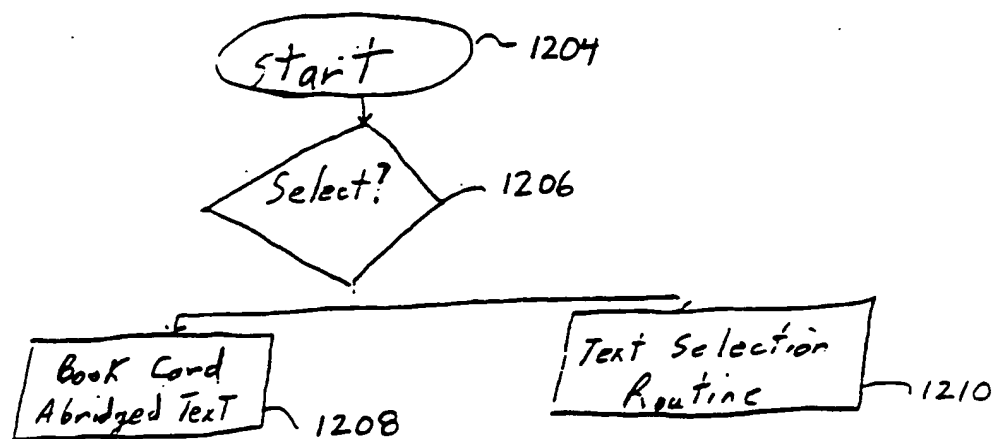 Start
1204
Select?
1206
Book Card
Abridged Text
1208
Text Selection
Routine
1210